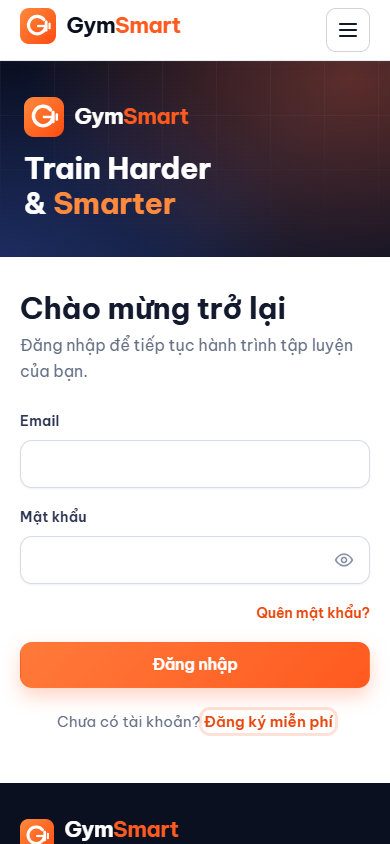 GymSmart
GymSmart
Train Harder
& Smarter
Chào mừng trở lại
Đăng nhập để tiếp tục hành trình tập luyện
của bạn.
Email
Mật khẩu
Quên mật khẩu?
Đăng nhập
Chưa có tài khoản? Đăng ký miễn phí
GymSmart